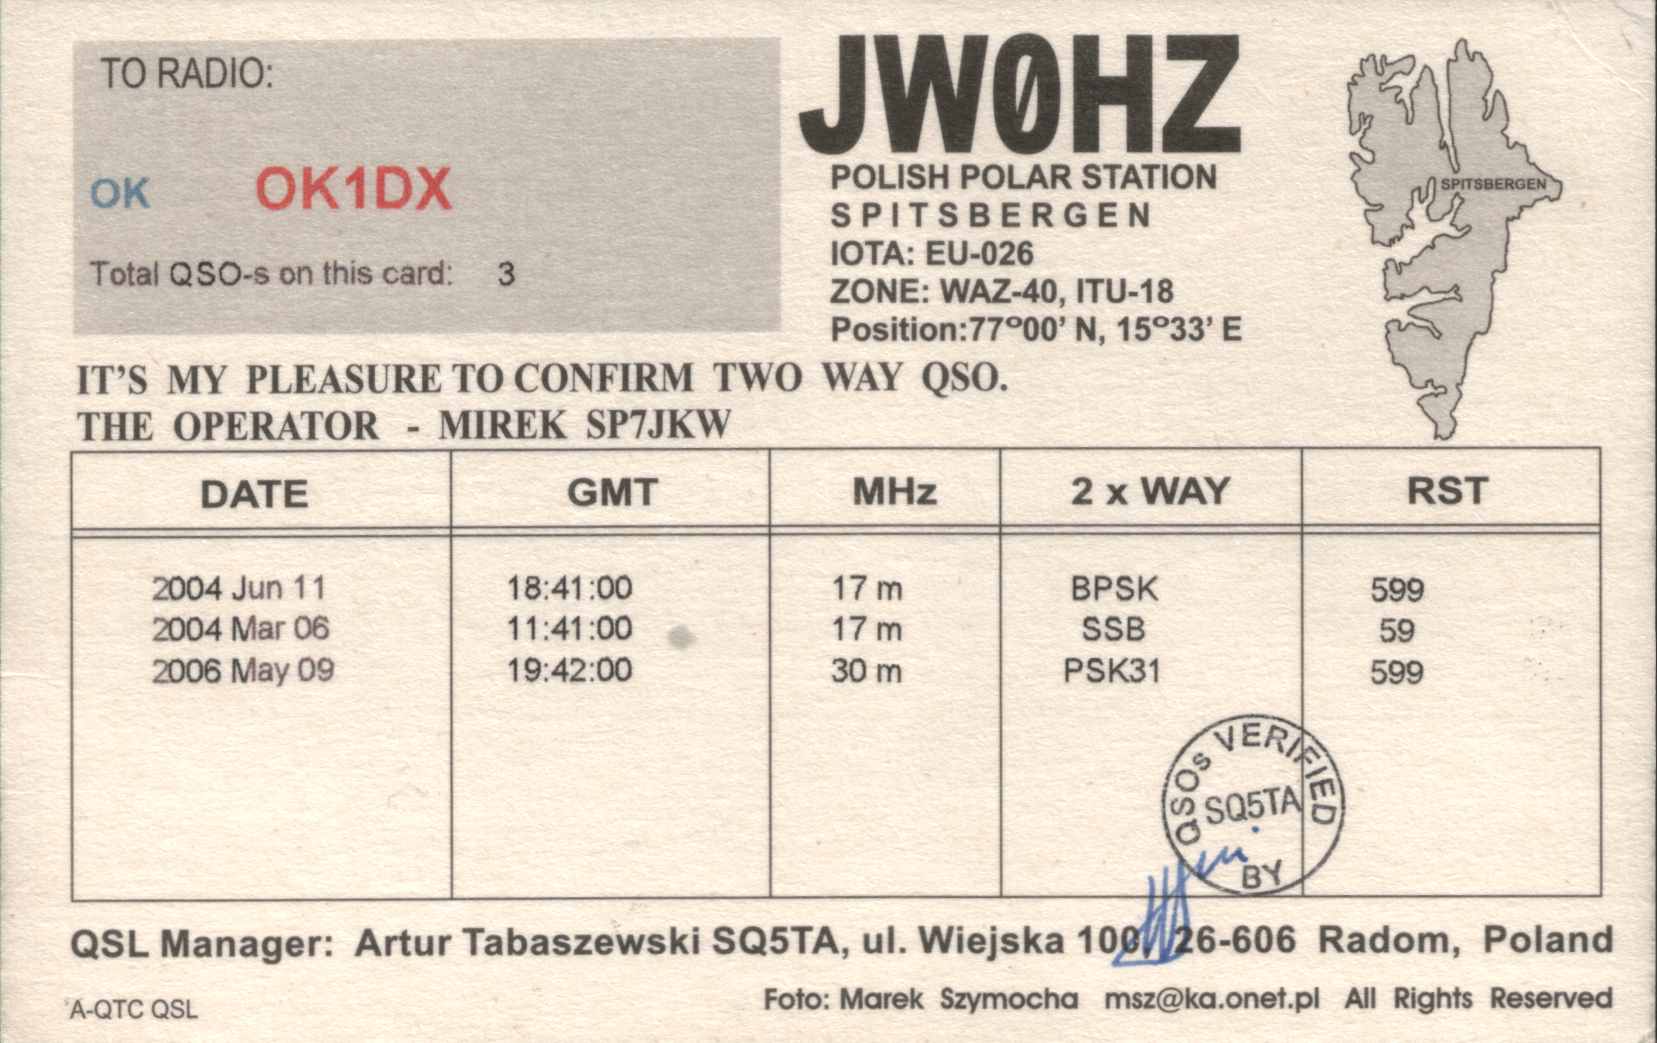 TO RADIO:
OK OK1DX
Total QSO-s on this card: 3
JW0HZ
POLISH POLAR STATION
SPITSBERGEN
IOTA: EU-026
ZONE: WAZ-40, ITU-18
Position:77º00' N, 15º33' E
SPITSBERGEN
IT'S MY PLEASURE TO CONFIRM TWO WAY QSO.
THE OPERATOR - MIREK SP7JKW
DATE GMT MHz 2 x WAY RST
2004 Jun 11 18:41:00 17 m BPSK 599
2004 Mar 06 11:41:00 17 m SSB 59
2006 May 09 19:42:00 30 m PSK31 599
QSOs VERIFIED
SQ5TA
BY
QSL Manager: Artur Tabaszewski SQ5TA, ul. Wiejska 100, 26-606 Radom, Poland
A-QTC QSL
Foto: Marek Szymocha msz@ka.onet.pl All Rights Reserved